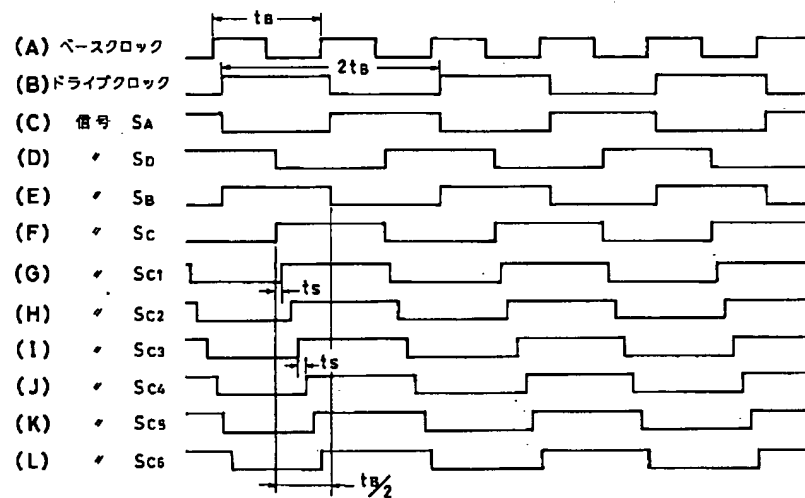 tB
(A) ベースクロック
(B) ドライブクロック
2tB
(C) 信号 SA
(D) 〃 SD
(E) 〃 SB
(F) 〃 SC
(G) 〃 SC1
ts
(H) 〃 SC2
(I) 〃 SC3
ts
(J) 〃 SC4
(K) 〃 SC5
(L) 〃 SC6
tB/2